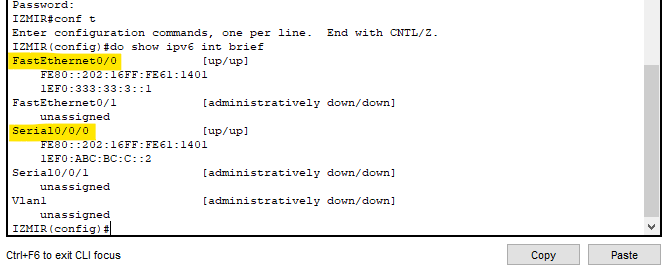 Password:
IZMIR#conf t
Enter configuration commands, one per line. End with CNTL/Z.
IZMIR(config)#do show ipv6 int brief
FastEthernet0/0 [up/up]
FE80::202:16FF:FE61:1401
1EF0:333:33:3::1
FastEthernet0/1 [administratively down/down]
unassigned
Serial0/0/0 [up/up]
FE80::202:16FF:FE61:1401
1EF0:ABC:BC:C::2
Serial0/0/1 [administratively down/down]
unassigned
Vlan1 [administratively down/down]
unassigned
IZMIR(config)#
Ctrl+F6 to exit CLI focus
Copy
Paste